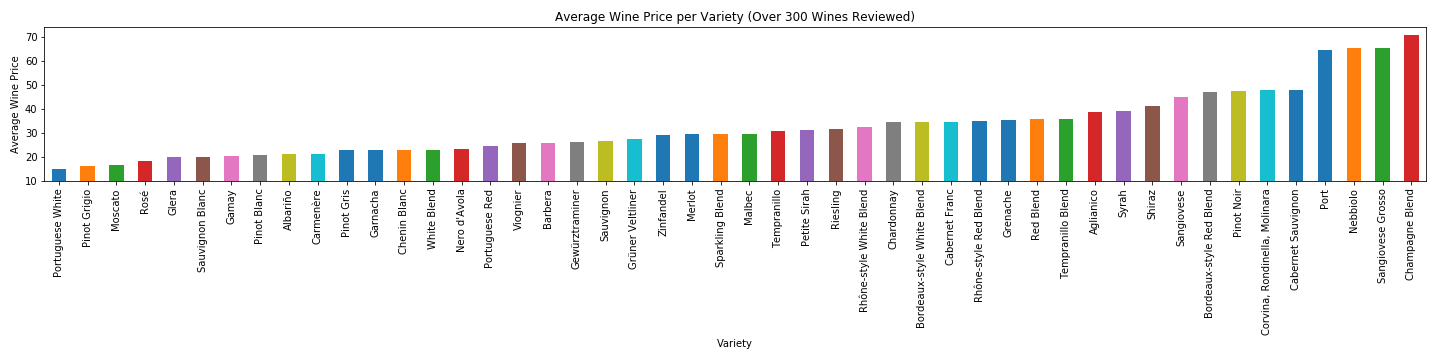 Average Wine Price per Variety (Over 300 Wines Reviewed)
Average Wine Price
70
60
50
40
30
20
10
Portuguese White
Pinot Grigio
Moscato
Rosé
Glera
Sauvignon Blanc
Gamay
Pinot Blanc
Albariño
Carmenère
Pinot Gris
Garnacha
Chenin Blanc
White Blend
Nero d'Avola
Portuguese Red
Viognier
Barbera
Gewürztraminer
Sauvignon
Grüner Veltliner
Zinfandel
Merlot
Sparkling Blend
Malbec
Tempranillo
Petite Sirah
Riesling
Rhône-style White Blend
Chardonnay
Bordeaux-style White Blend
Cabernet Franc
Rhône-style Red Blend
Grenache
Red Blend
Tempranillo Blend
Aglianico
Syrah
Shiraz
Sangiovese
Bordeaux-style Red Blend
Pinot Noir
Corvina, Rondinella, Molinara
Cabernet Sauvignon
Port
Nebbiolo
Sangiovese Grosso
Champagne Blend
Variety